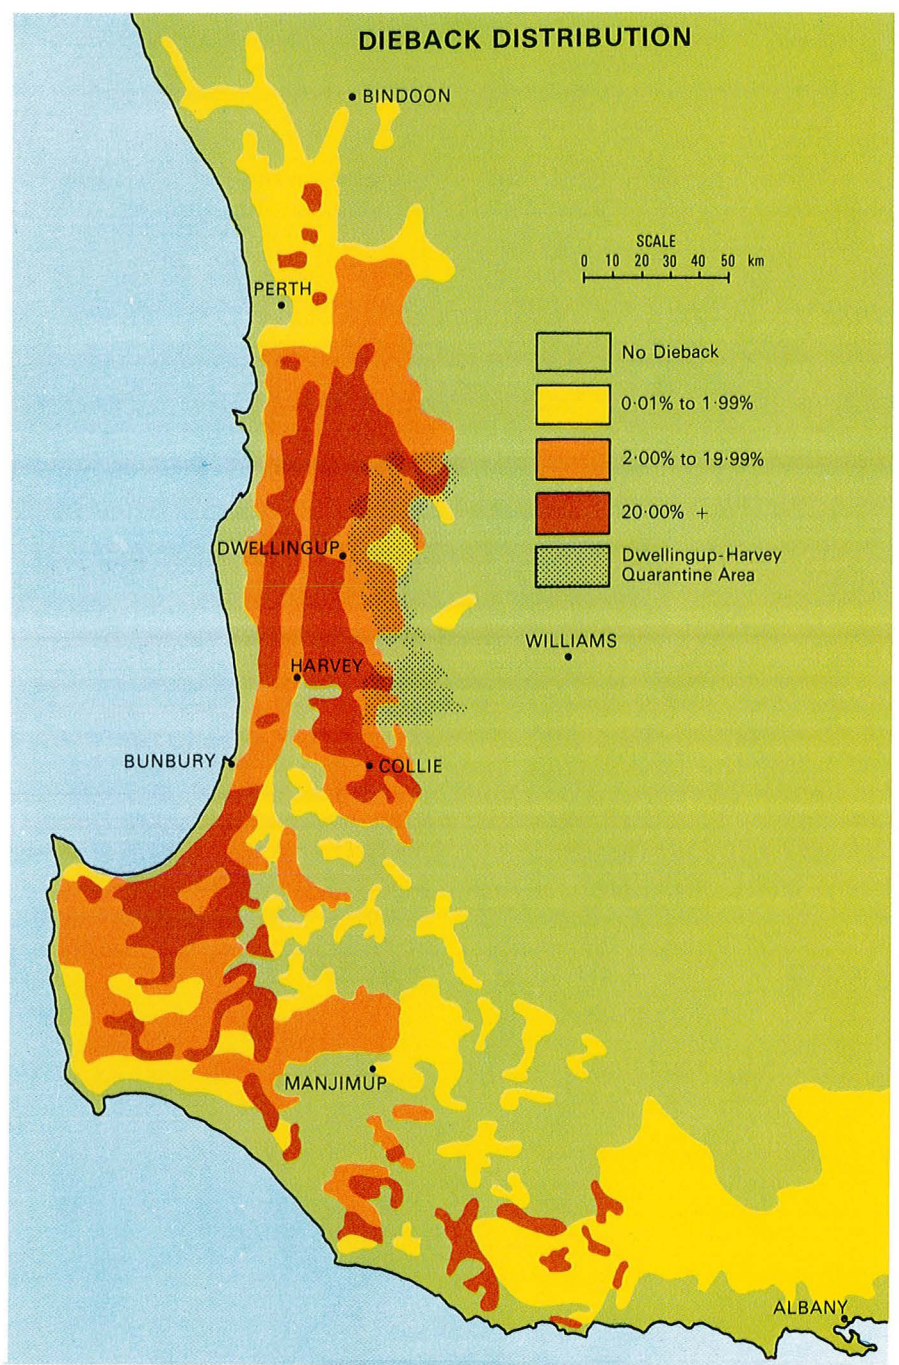 DIEBACK DISTRIBUTION
BINDOON
SCALE
0 10 20 30 40 50 km
PERTH
No Dieback
0·01% to 1·99%
2·00% to 19·99%
20·00% +
DWELLINGUP
Dwellingup-Harvey
Quarantine Area
WILLIAMS
HARVEY
BUNBURY
COLLIE
MANJIMUP
ALBANY